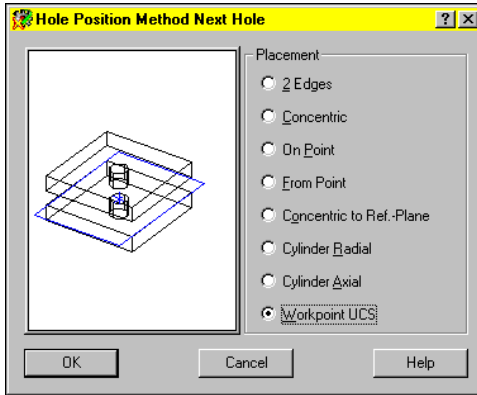 Hole Position Method Next Hole
Placement
2 Edges
Concentric
On Point
From Point
Concentric to Ref.-Plane
Cylinder Radial
Cylinder Axial
Workpoint UCS
OK
Cancel
Help